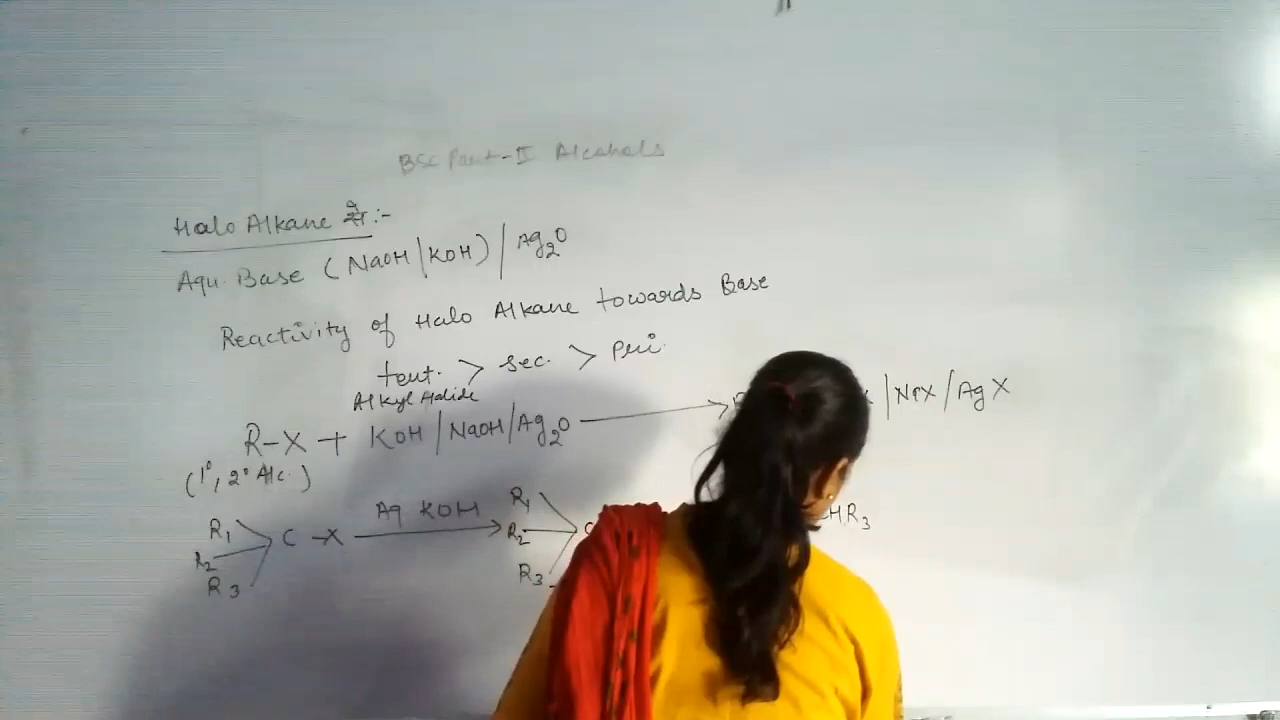 BSc Part-II Alcohals
Halo Alkane से :-
Aqu. Base (NaOH/KOH) / Ag2O
Reactivity of Halo Alkane towards Base
tert. > sec. > pri.
Alkyl
R-X + KOH/NaOH/Ag2O ⟶ /NaX/AgX
(1°, 2° Alc.)
R1 R2 R3 C-X Aq KOH ⟶ R1 R2 R3 C HR3